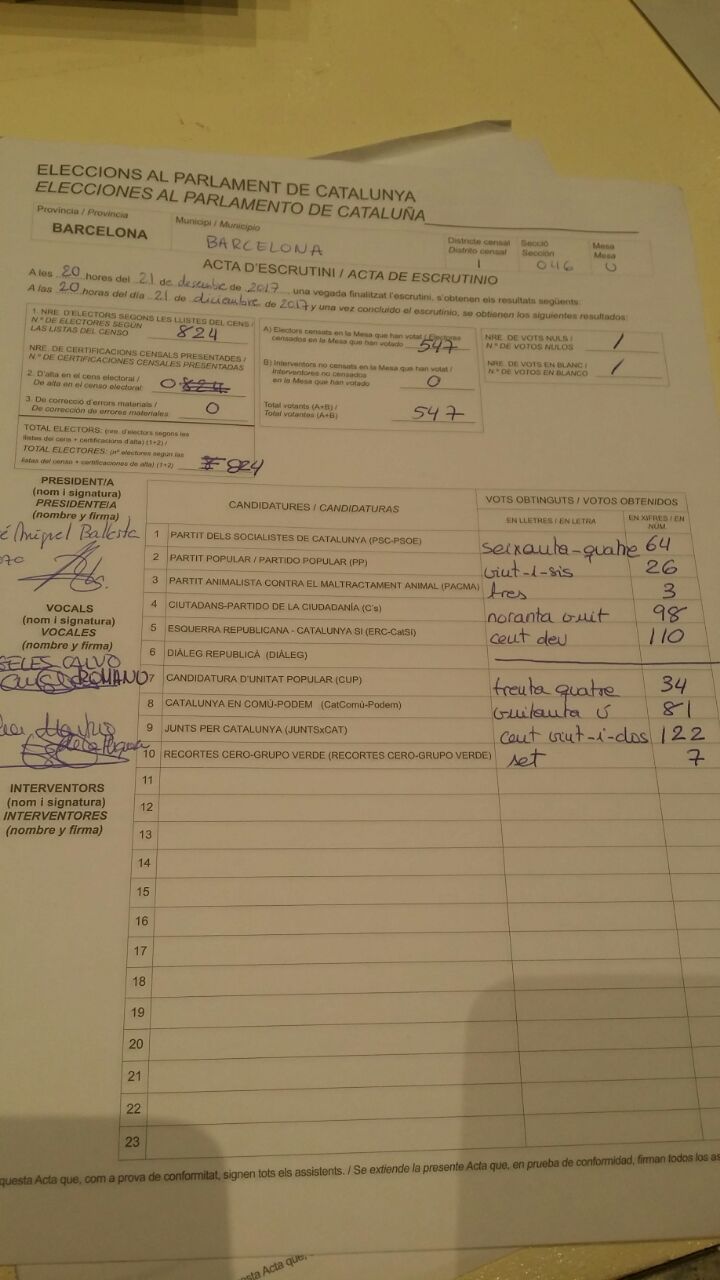 ELECCIONS AL PARLAMENT DE CATALUNYA
ELECCIONES AL PARLAMENTO DE CATALUÑA
Província / Provincia
BARCELONA
Municipi / Municipio
BARCELONA
Districte censal
Distrito censal
1
Secció
Sección
046
Mesa
Mesa
U
ACTA D'ESCRUTINI / ACTA DE ESCRUTINIO
A les 20 hores del 21 de desembre de 2017 una vegada finalitzat l'escrutini, s'obtenen els resultats següents:
A las 20 horas del día 21 de diciembre de 2017 y una vez concluido el escrutinio, se obtienen los siguientes resultados:
1. NRE. D'ELECTORS SEGONS LES LLISTES DEL CENS /
N.º DE ELECTORES SEGÚN
LAS LISTAS DEL CENSO
824
NRE. DE CERTIFICACIONS CENSALS PRESENTADES /
N.º DE CERTIFICACIONES CENSALES PRESENTADAS
2. D'alta en el cens electoral /
De alta en el censo electoral: 0 824
3. De correcció d'errors materials /
De corrección de errores materiales: 0
TOTAL ELECTORS: (nre. d'electors segons les
llistes del cens + certificacions d'alta) (1+2) /
TOTAL ELECTORES: (nº electores según las
listas del censo + certificaciones de alta) (1+2) 824
A) Electors censats en la Mesa que han votat / Electores
censados en la Mesa que han votado 547
B) Interventors no censats en la Mesa que han votat /
Interventores no censados
en la Mesa que han votado 0
Total votants (A+B) /
Total votantes (A+B) 547
NRE. DE VOTS NULS /
N.º DE VOTOS NULOS 1
NRE. DE VOTS EN BLANC /
N.º DE VOTOS EN BLANCO 1
PRESIDENT/A
(nom i signatura)
PRESIDENTE/A
(nombre y firma)
Miguel Ballesta
VOCALS
(nom i signatura)
VOCALES
(nombre y firma)
GELES CALVO
ROMANO
INTERVENTORS
(nom i signatura)
INTERVENTORES
(nombre y firma)
CANDIDATURES / CANDIDATURAS
VOTS OBTINGUTS / VOTOS OBTENIDOS
EN LLETRES / EN LETRA
EN XIFRES / EN NÚM.
1 PARTIT DELS SOCIALISTES DE CATALUNYA (PSC-PSOE) seixanta-quatre 64
2 PARTIT POPULAR / PARTIDO POPULAR (PP) vint-i-sis 26
3 PARTIT ANIMALISTA CONTRA EL MALTRACTAMENT ANIMAL (PACMA) tres 3
4 CIUTADANS-PARTIDO DE LA CIUDADANÍA (C's) noranta vuit 98
5 ESQUERRA REPUBLICANA - CATALUNYA SI (ERC-CatSI) cent deu 110
6 DIÀLEG REPUBLICÀ (DIÀLEG)
7 CANDIDATURA D'UNITAT POPULAR (CUP) trenta quatre 34
8 CATALUNYA EN COMÚ-PODEM (CatComú-Podem) vuitanta ú 81
9 JUNTS PER CATALUNYA (JUNTSxCAT) cent vint-i-dos 122
10 RECORTES CERO-GRUPO VERDE (RECORTES CERO-GRUPO VERDE) set 7
11
12
13
14
15
16
17
18
19
20
21
22
23
questa Acta que, com a prova de conformitat, signen tots els assistents. / Se extiende la presente Acta que, en prueba de conformidad, firman todos los as
esta Acta que,